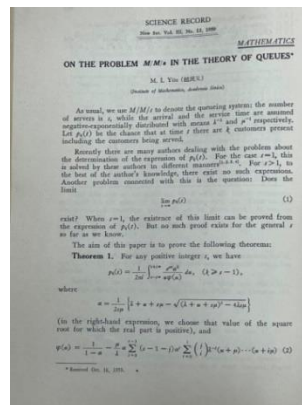 SCIENCE RECORD
New Ser. Vol. III, No. 10, 1959
MATHEMATICS
ON THE PROBLEM M/M/s IN THE THEORY OF QUEUES*
M. I. Yüeh
(Institute of Mathematics, Academia Sinica)
As usual, we use M/M/s to denote the queuing system: the number
of servers is s, while the arrival and the service time are assumed
negative-exponentially distributed with means λ⁻¹ and μ⁻¹ respectively.
Let pₖ(t) be the chance that at time t there are k customers present
including the customers being served.
Recently there are many authors dealing with the problem about
the determination of the expression of pₖ(t). For the case s=1, this
is solved by these authors in different manners. For s>1, to
the best of the author's knowledge, there exist no such expressions.
Another problem connected with this is the question: Does the
limit
lim pₖ(t) (1)
exist? When s=1, the existence of this limit can be proved from
the expression of pₖ(t). But no such proof exists for the general s
so far as we know.
The aim of this paper is to prove the following theorems:
Theorem 1. For any positive integer s, we have
(k ≥ s − 1),
where
(in the right-hand expression, we choose that value of the square
root for which the real part is positive), and
(2)
* Received Oct.